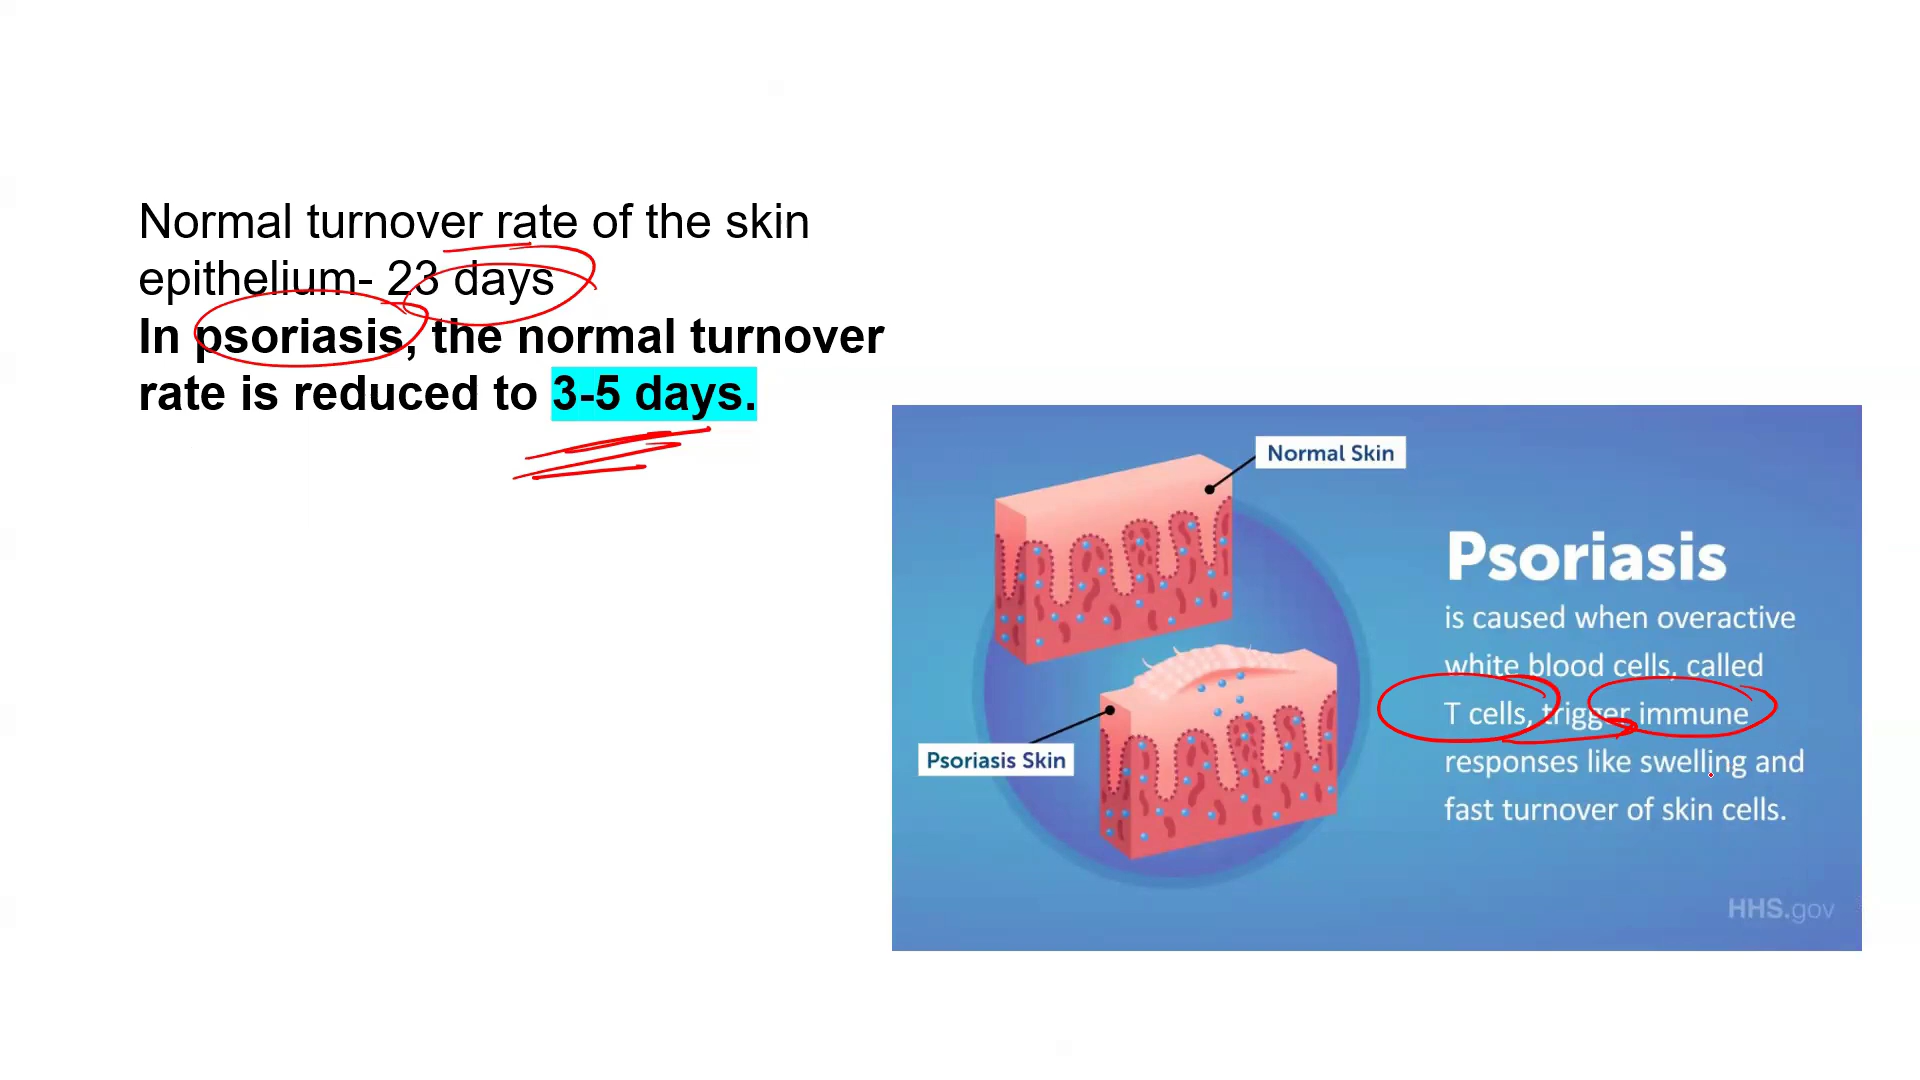 Normal turnover rate of the skin
epithelium- 23 days
In psoriasis, the normal turnover
rate is reduced to 3-5 days.
Normal Skin
Psoriasis Skin
Psoriasis
is caused when overactive
white blood cells, called
T cells, trigger immune
responses like swelling and
fast turnover of skin cells.
HHS.gov